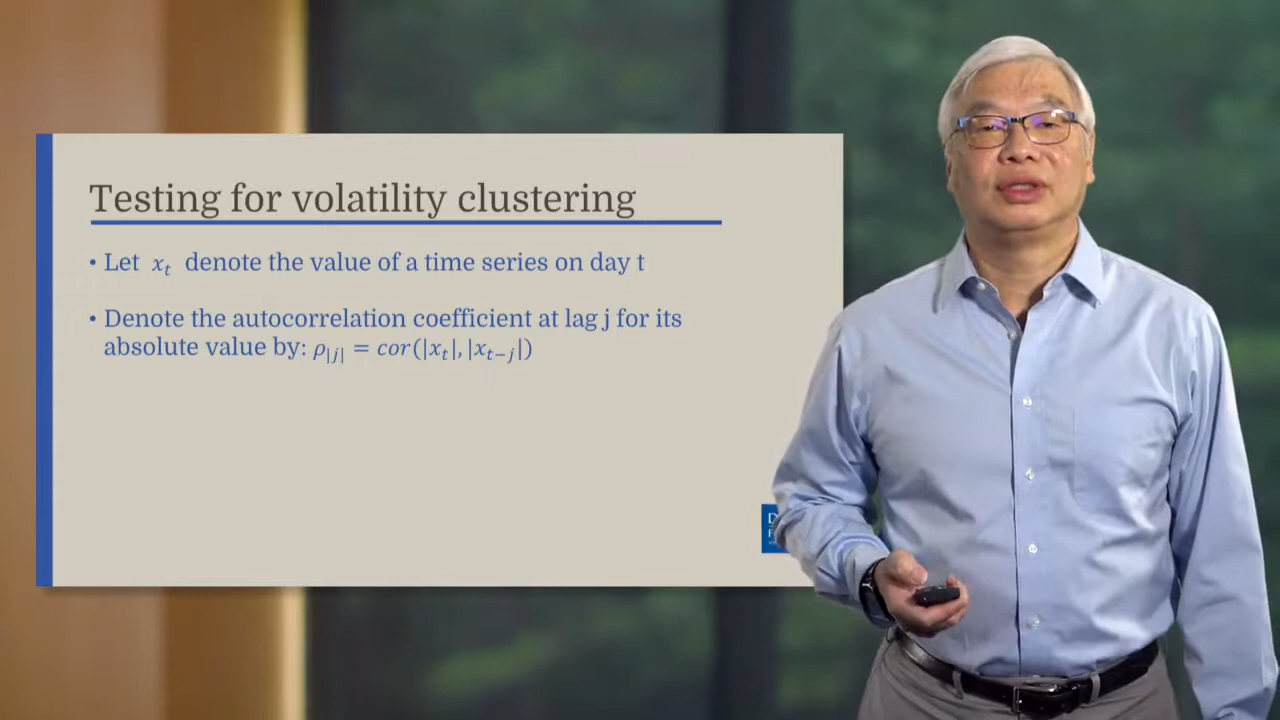 Testing for volatility clustering
• Let x_t denote the value of a time series on day t
• Denote the autocorrelation coefficient at lag j for its
absolute value by: ρ_{|j|} = cor(|x_t|, |x_{t−j}|)